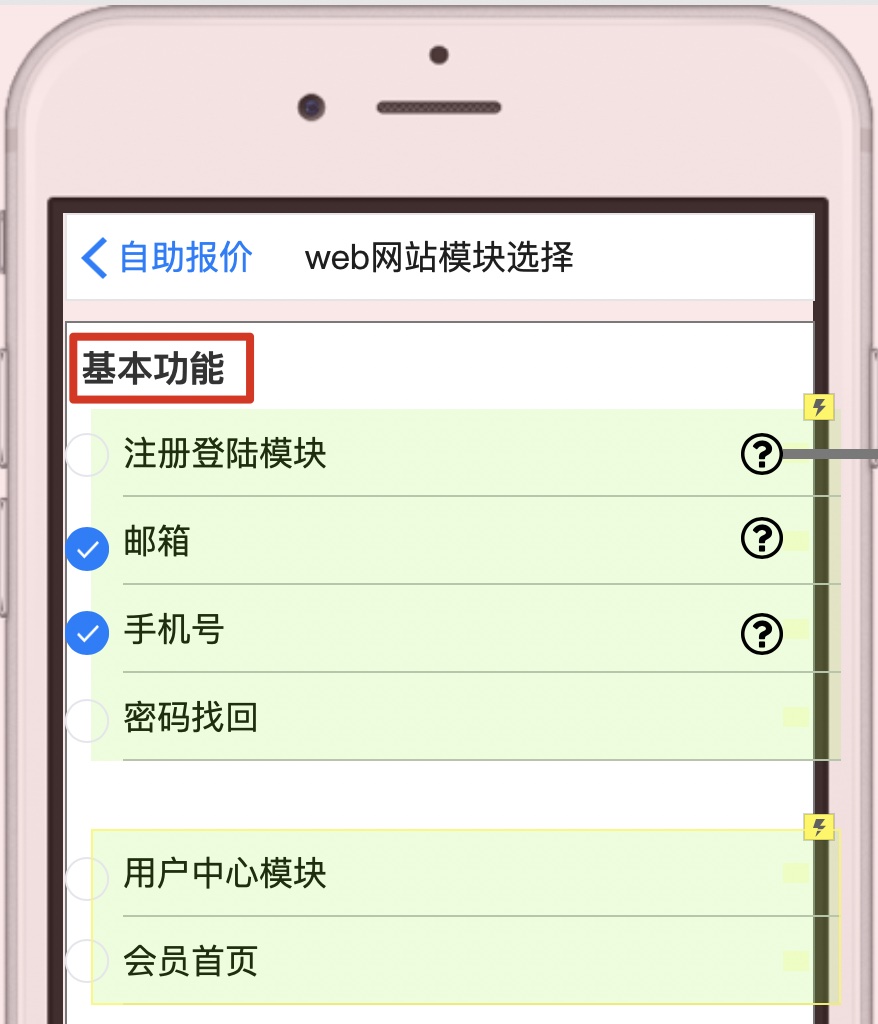 自助报价 web网站模块选择
基本功能
注册登陆模块
邮箱
手机号
密码找回
用户中心模块
会员首页